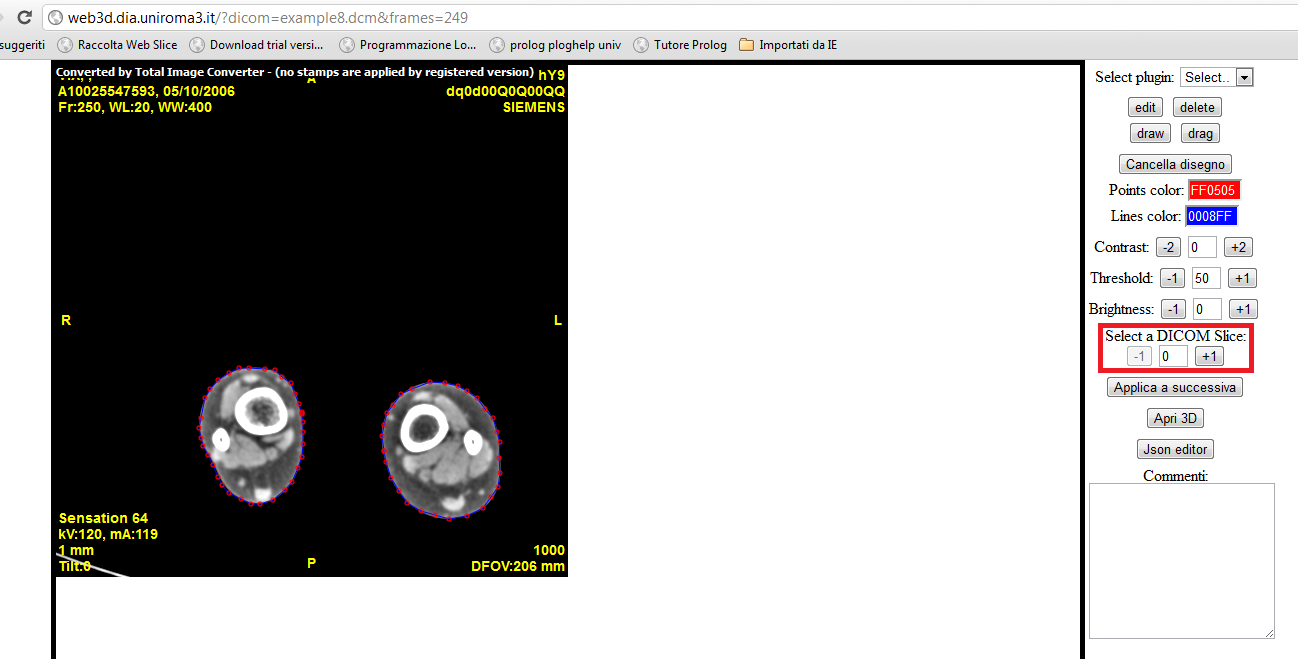 web3d.dia.uniroma3.it/?dicom=example8.dcm&frames=249
suggeriti Raccolta Web Slice Download trial versi... Programmazione Lo... prolog ploghelp univ Tutore Prolog Importati da IE
Converted by Total Image Converter - (no stamps are applied by registered version) hY9
A
A10025547593, 05/10/2006 dq0d00Q0Q00QQ
Fr:250, WL:20, WW:400 SIEMENS
R L
Sensation 64
kV:120, mA:119
1 mm 1000
Tilt:0 P DFOV:206 mm
Select plugin: Select..
edit delete
draw drag
Cancella disegno
Points color: FF0505
Lines color: 0008FF
Contrast: -2 0 +2
Threshold: -1 50 +1
Brightness: -1 0 +1
Select a DICOM Slice:
-1 0 +1
Applica a successiva
Apri 3D
Json editor
Commenti: